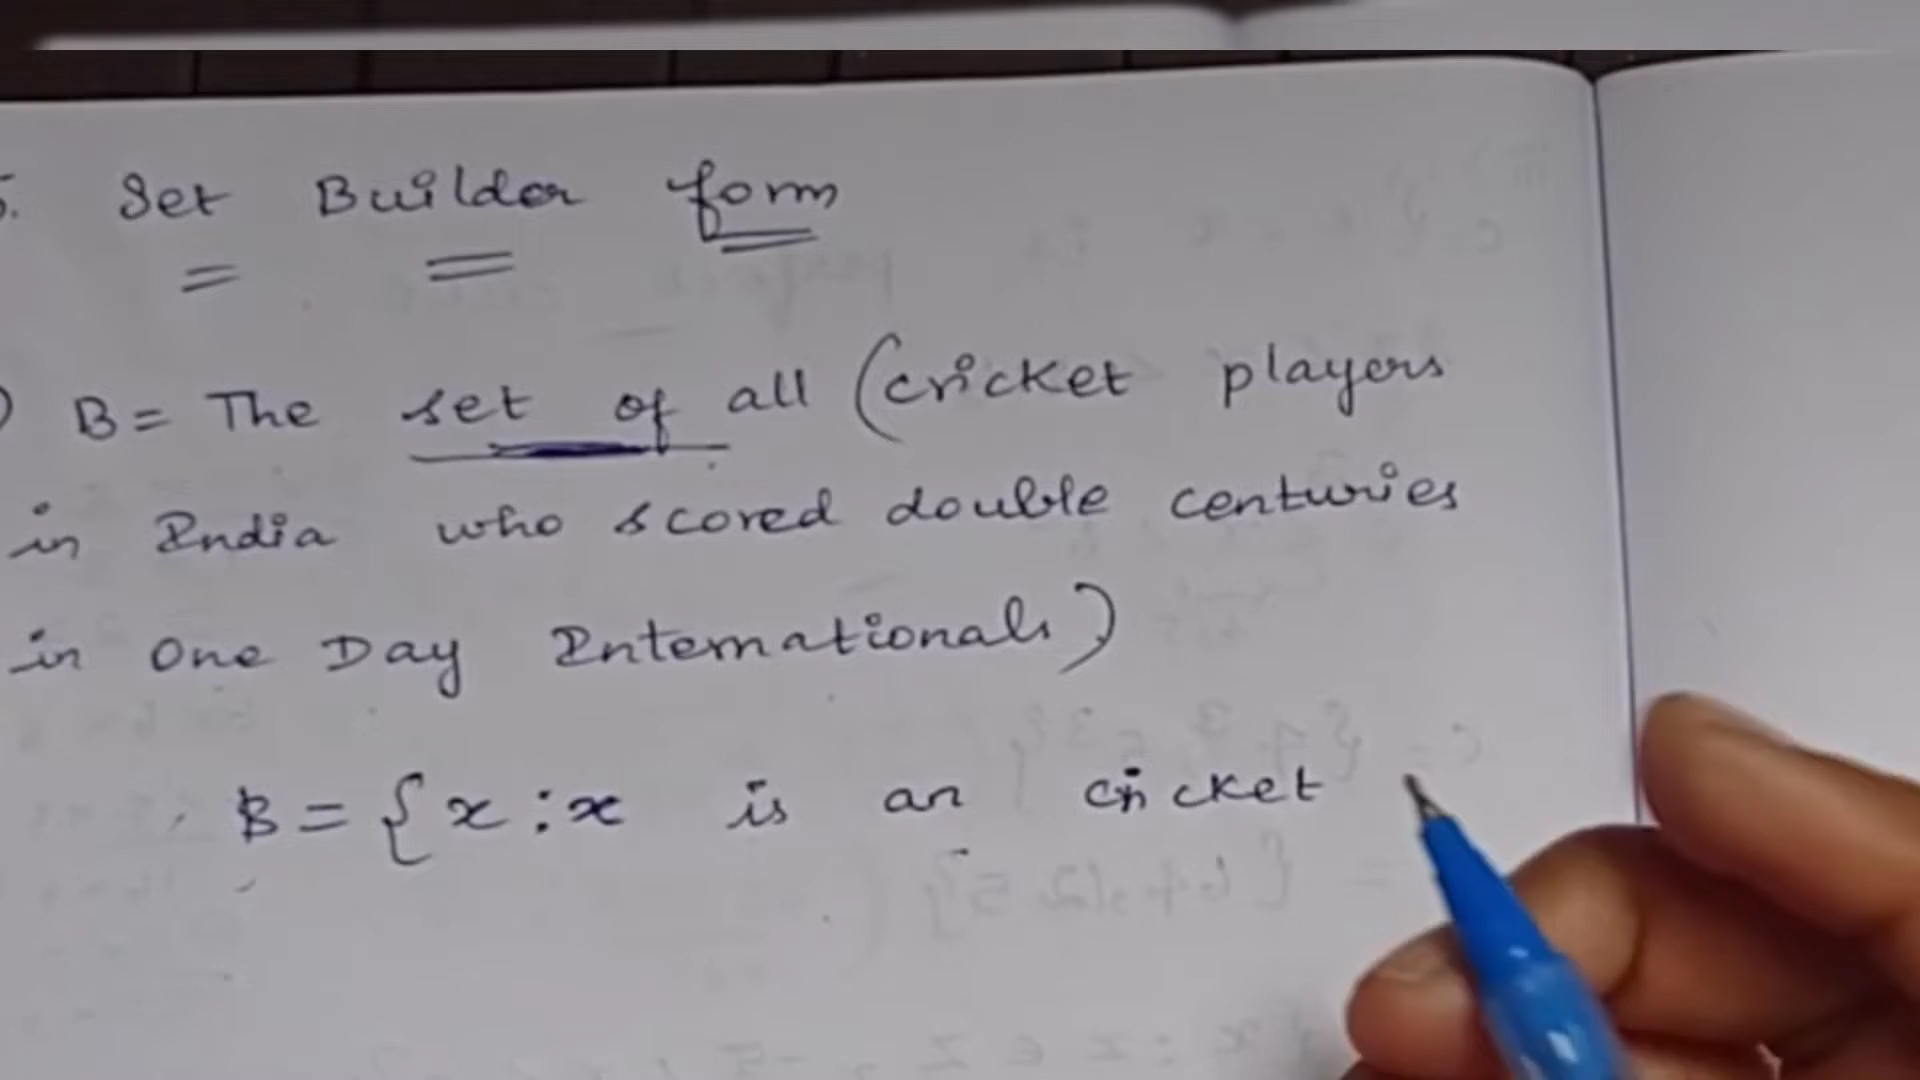 5. Set Builder form
) B = The set of all (cricket players
in India who scored double centuries
in One Day Internationals)
B = {x : x is an cricket